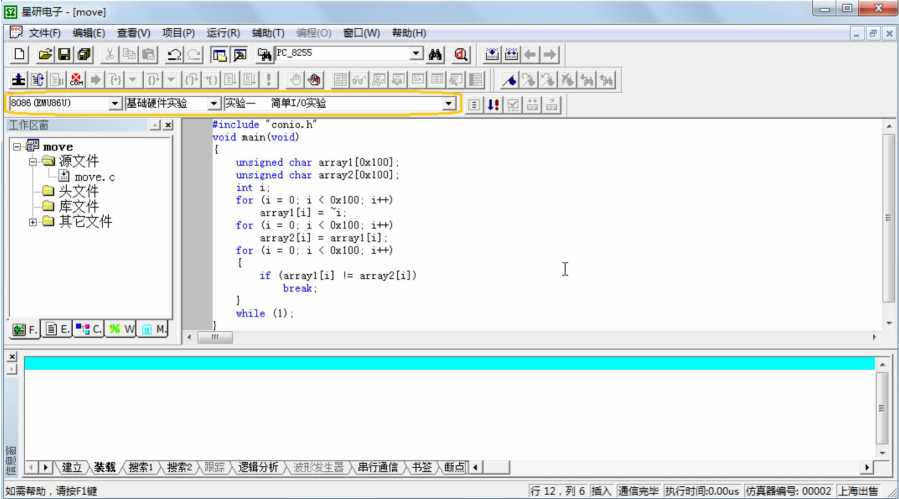 星研电子 - [move]
文件(F) 编辑(E) 查看(V) 项目(P) 运行(R) 辅助(T) 编程(O) 窗口(W) 帮助(H)
PC_8255
8086(EMU86U) 基础硬件实验 实验一 简单I/O实验
工作区窗
move
源文件
move.c
头文件
库文件
其它文件
F. E. C. W M.
#include "conio.h"
void main(void)
{
unsigned char array1[0x100];
unsigned char array2[0x100];
int i;
for (i = 0; i < 0x100; i++)
array1[i] = ~i;
for (i = 0; i < 0x100; i++)
array2[i] = array1[i];
for (i = 0; i < 0x100; i++)
{
if (array1[i] != array2[i])
break;
}
while (1);
}
建立 装载 搜索1 搜索2 跟踪 逻辑分析 波形发生器 串行通信 书签 断点
如需帮助，请按F1键 行 12，列 6 插入 通信完毕 执行时间:0.00us 仿真器编号: 00002 上海出售